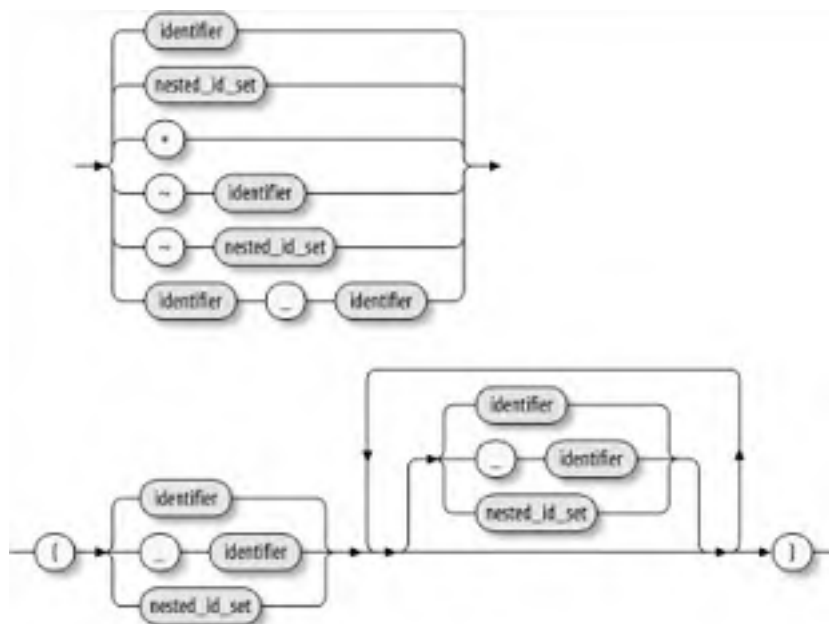 identifier
nested_id_set
*
~ identifier
~ nested_id_set
identifier _ identifier
identifier
_ identifier
nested_id_set
identifier
_ identifier
nested_id_set